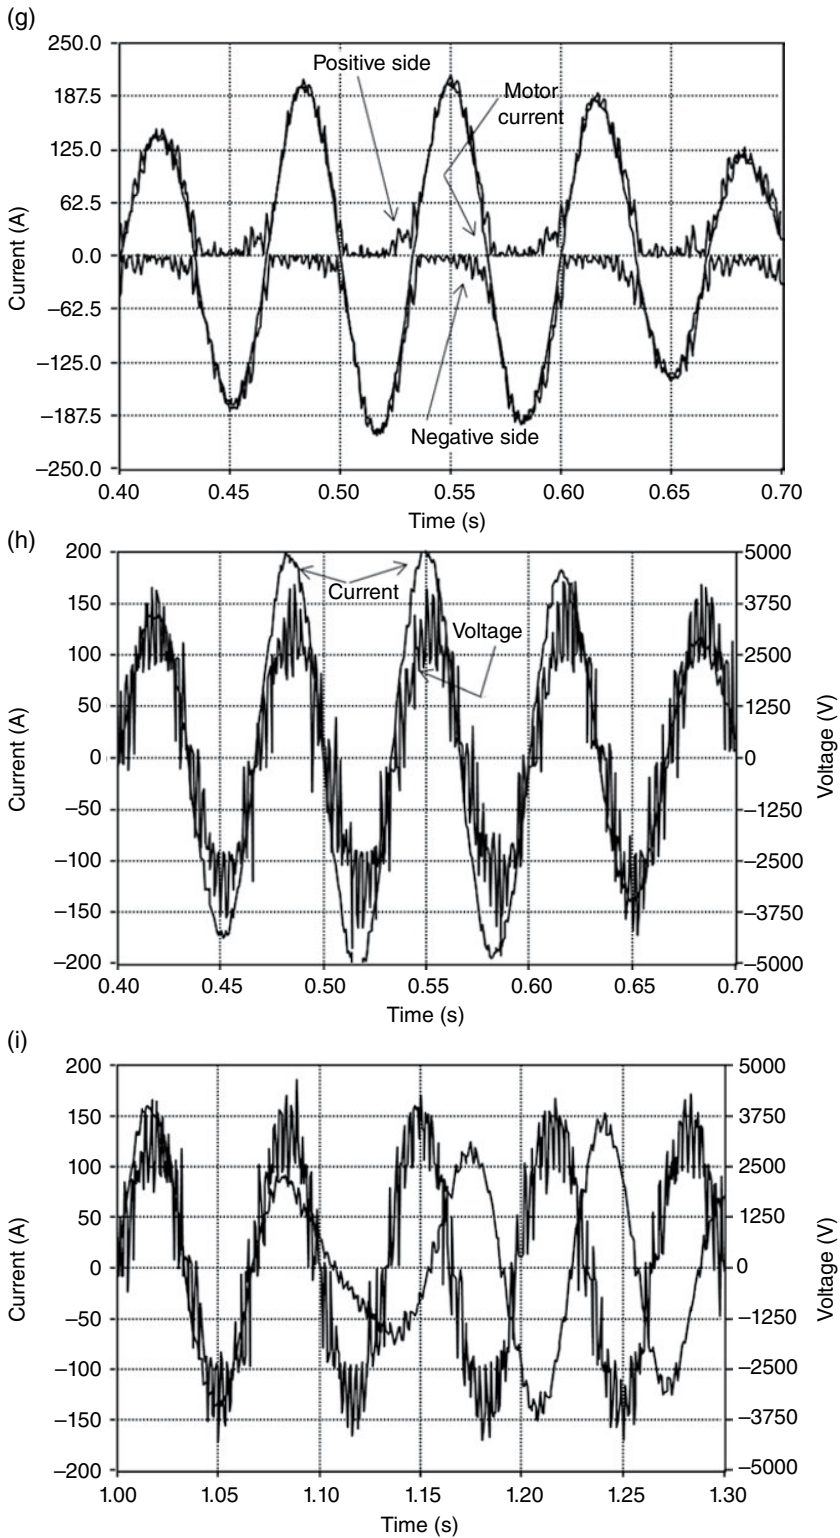 (g)
250.0
187.5
125.0
62.5
0.0
−62.5
−125.0
−187.5
−250.0
Current (A)
Positive side
Motor
current
Negative side
0.40 0.45 0.50 0.55 0.60 0.65 0.70
Time (s)
(h)
200
150
100
50
0
−50
−100
−150
−200
Current (A)
Current
Voltage
5000
3750
2500
1250
0
−1250
−2500
−3750
−5000
Voltage (V)
0.40 0.45 0.50 0.55 0.60 0.65 0.70
Time (s)
(i)
200
150
100
50
0
−50
−100
−150
−200
Current (A)
5000
3750
2500
1250
0
−1250
−2500
−3750
−5000
Voltage (V)
1.00 1.05 1.10 1.15 1.20 1.25 1.30
Time (s)